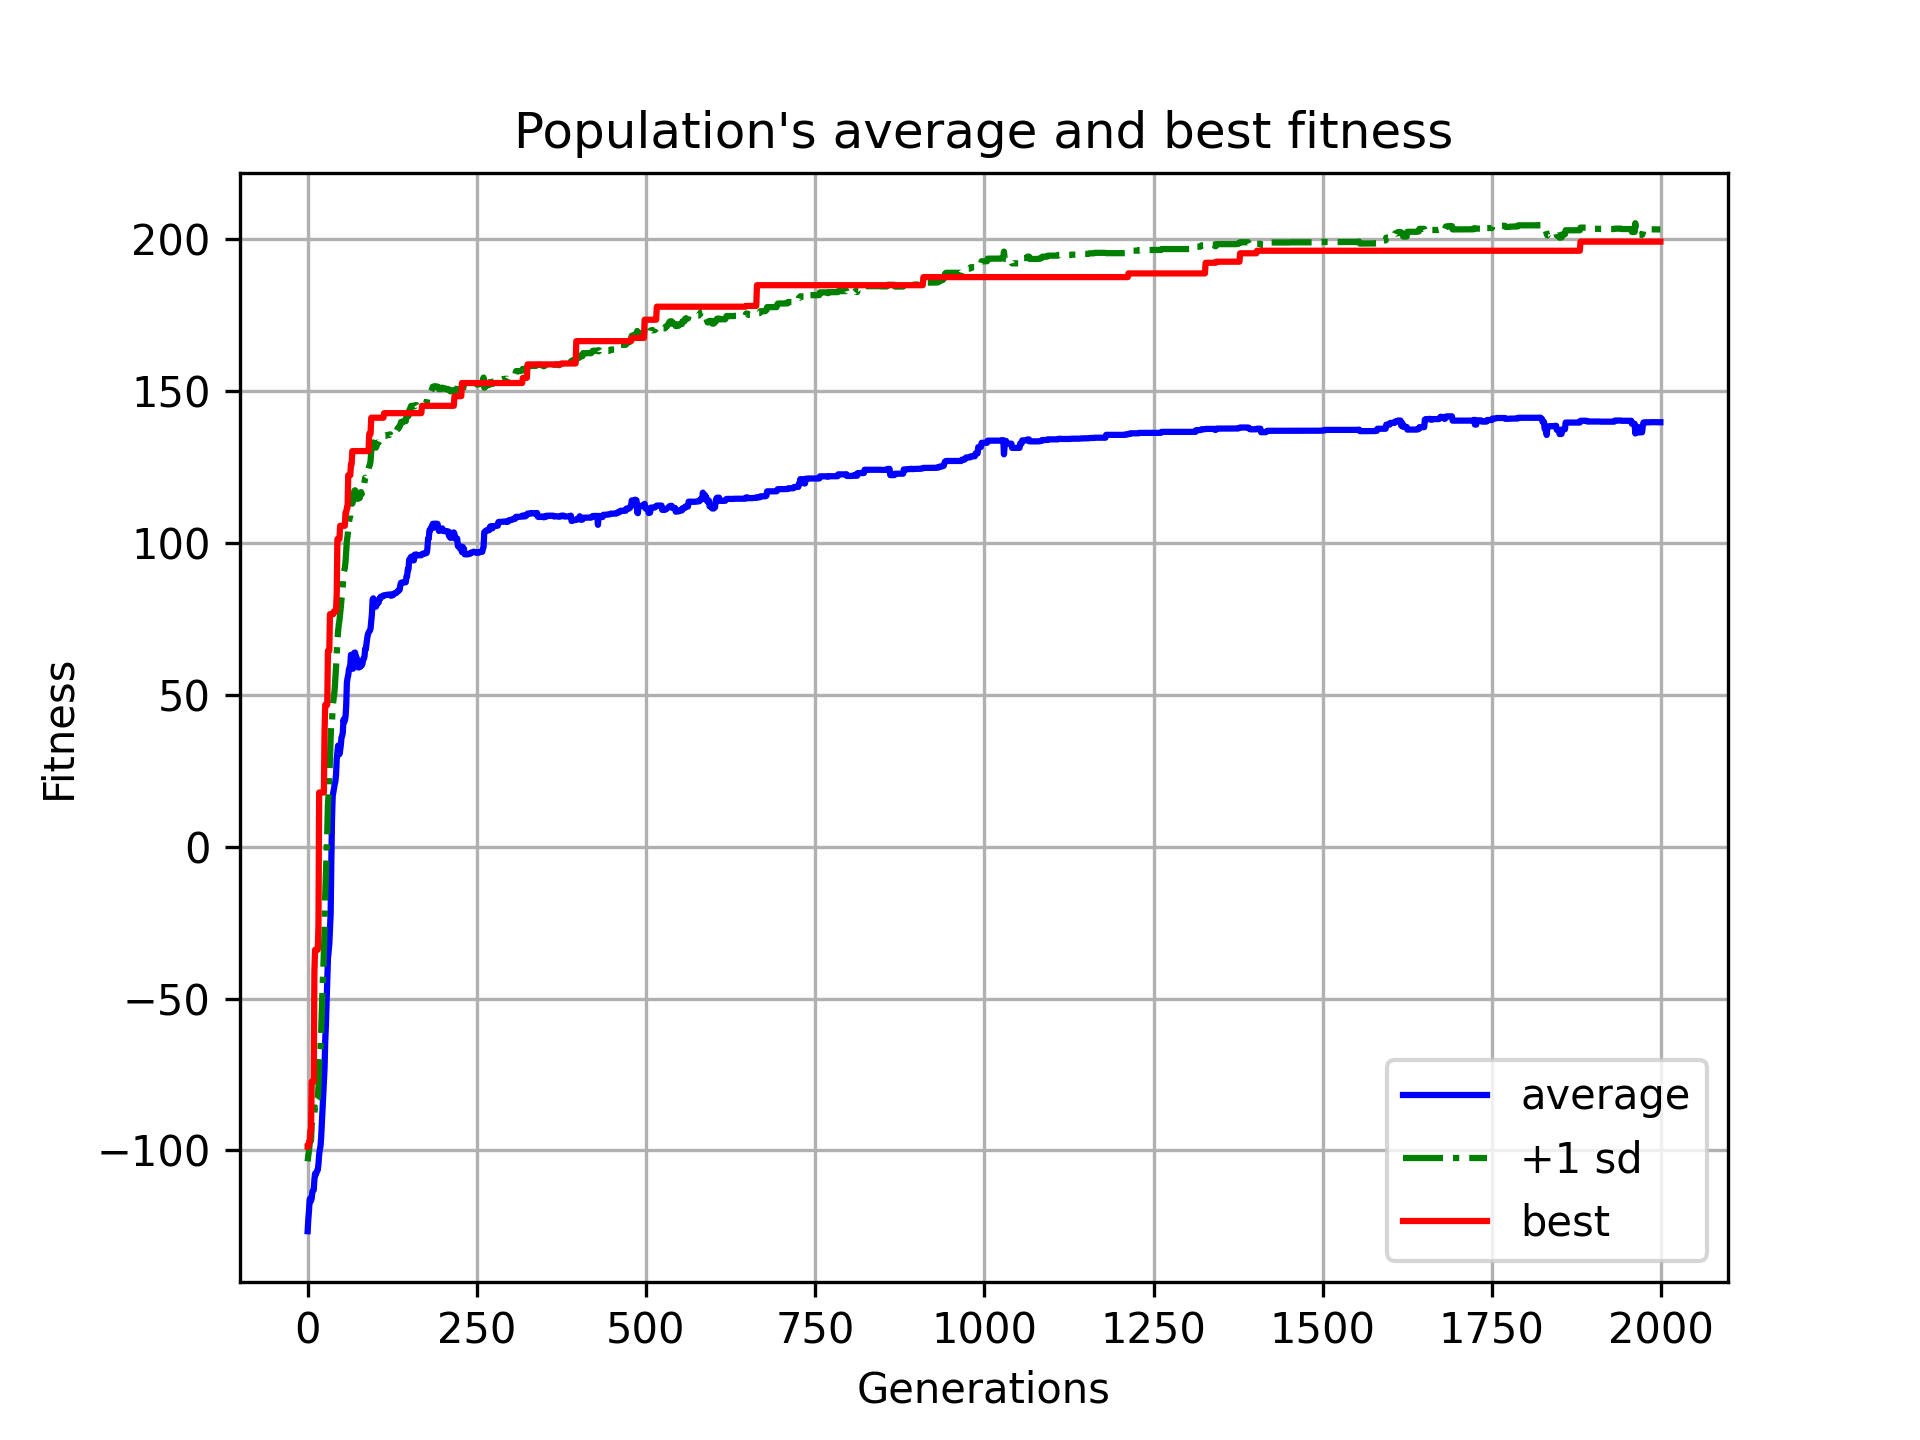 Population's average and best fitness
Fitness
200
150
100
50
0
−50
−100
0 250 500 750 1000 1250 1500 1750 2000
Generations
average
+1 sd
best